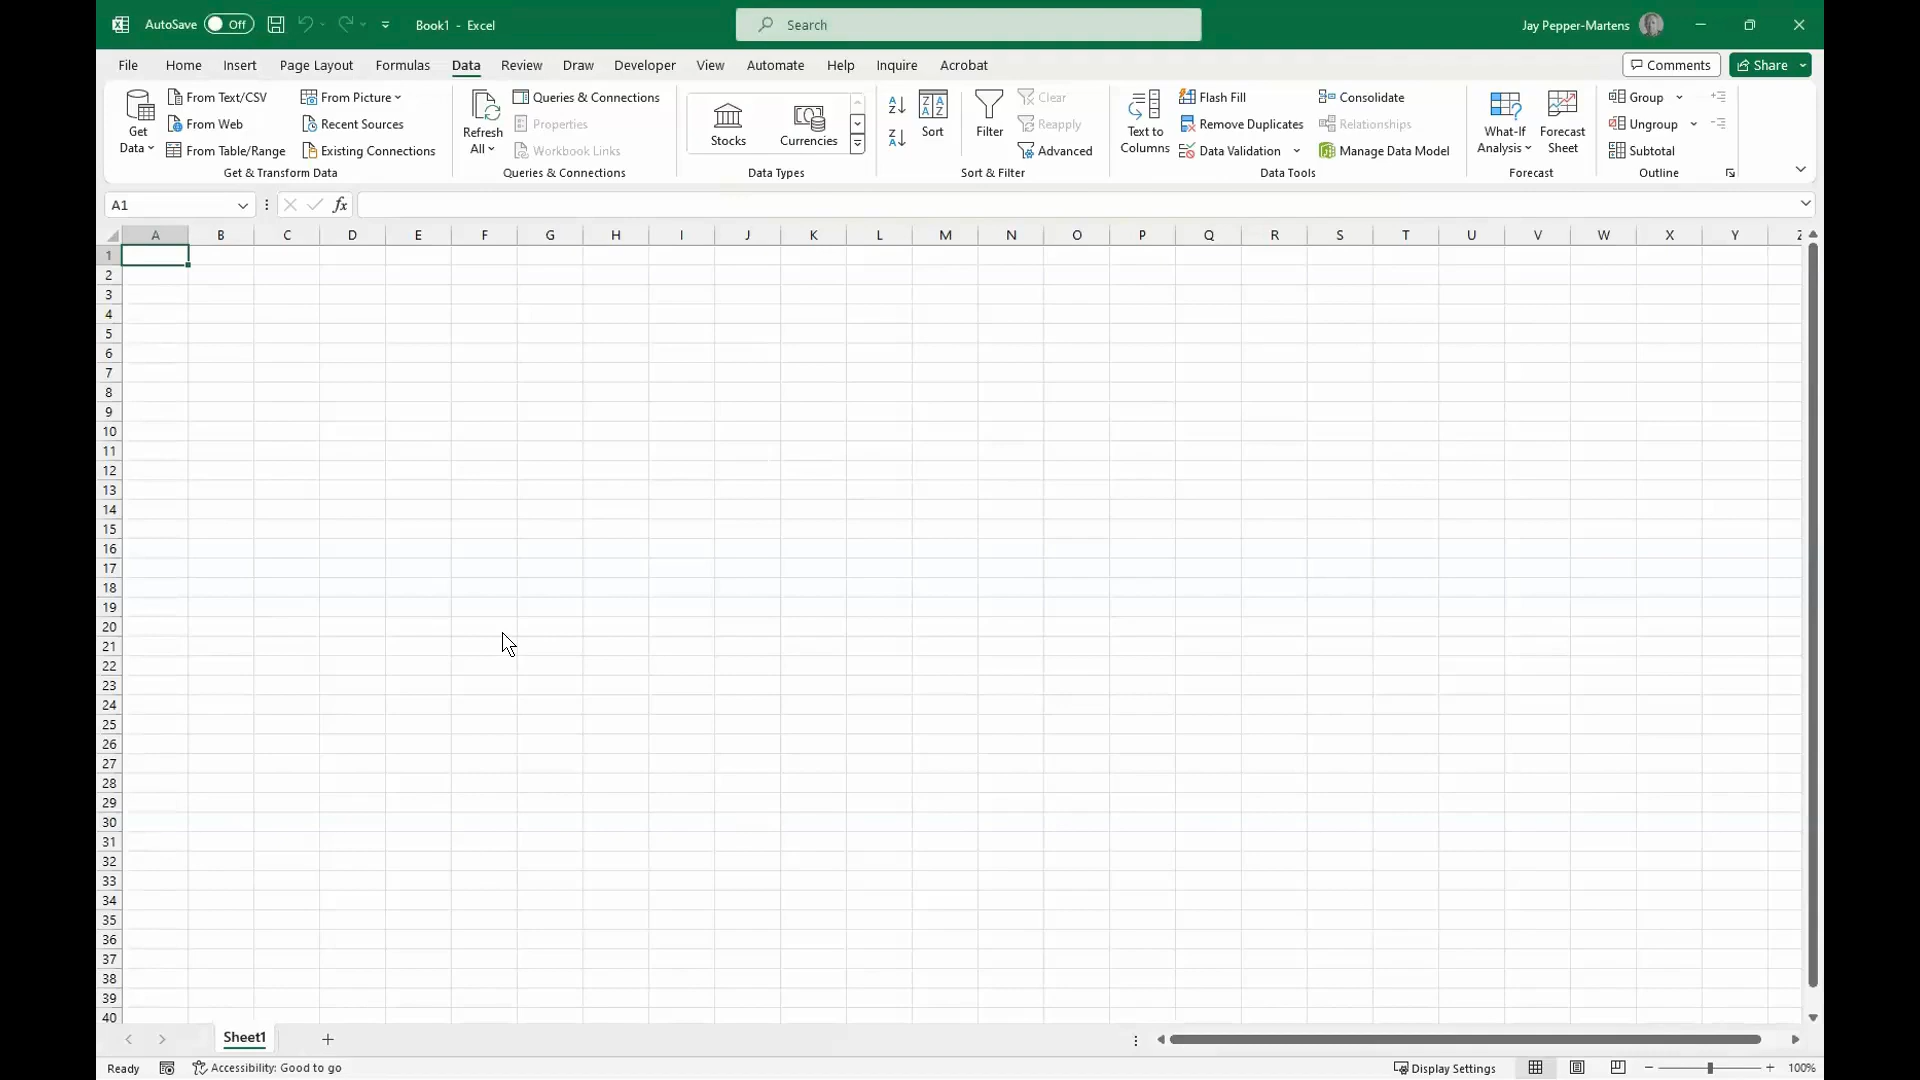 AutoSave Off Book1 - Excel Search Jay Pepper-Martens
File Home Insert Page Layout Formulas Data Review Draw Developer View Automate Help Inquire Acrobat Comments Share
Get Data
From Text/CSV
From Web
From Table/Range
From Picture
Recent Sources
Existing Connections
Get & Transform Data
Refresh All
Queries & Connections
Properties
Workbook Links
Queries & Connections
Stocks
Currencies
Data Types
Sort
Filter
Clear
Reapply
Advanced
Sort & Filter
Text to
Columns
Flash Fill
Remove Duplicates
Data Validation
Consolidate
Relationships
Manage Data Model
Data Tools
What-If
Analysis
Forecast
Sheet
Forecast
Group
Ungroup
Subtotal
Outline
A1 fx
A B C D E F G H I J K L M N O P Q R S T U V W X Y Z
1
2
3
4
5
6
7
8
9
10
11
12
13
14
15
16
17
18
19
20
21
22
23
24
25
26
27
28
29
30
31
32
33
34
35
36
37
38
39
40
Sheet1
Ready Accessibility: Good to go Display Settings 100%